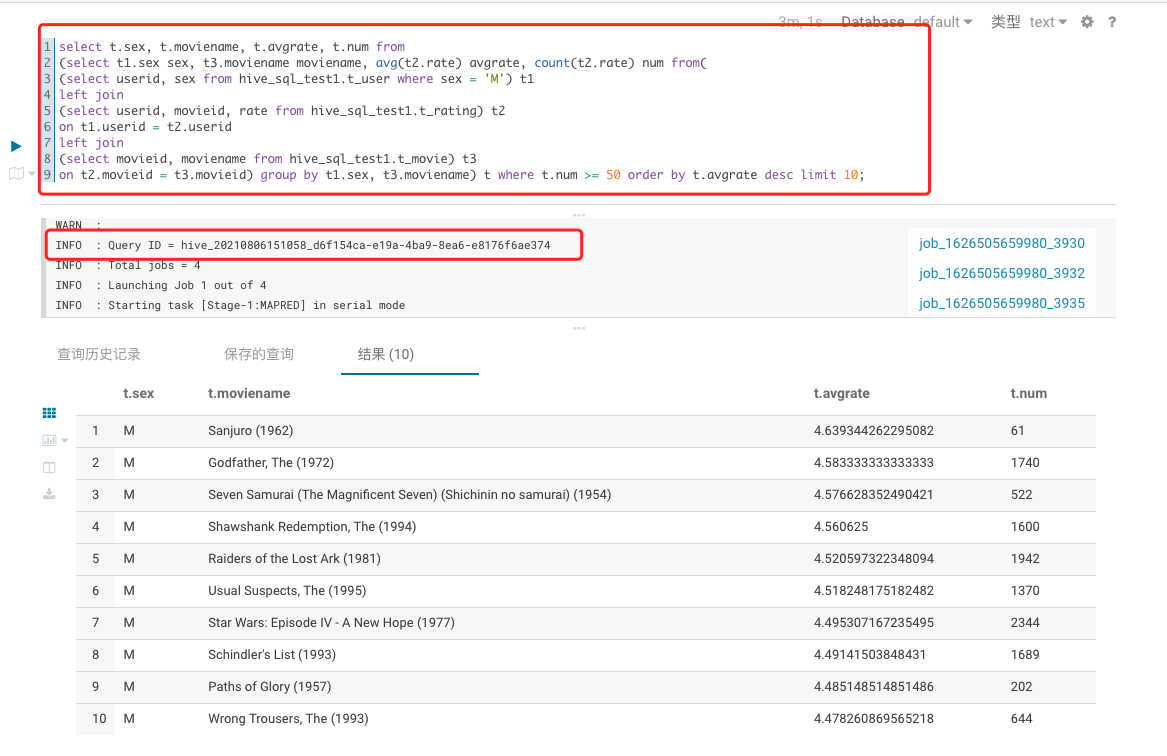 3m, 1s Database default 类型 text ?
1 select t.sex, t.moviename, t.avgrate, t.num from
2 (select t1.sex sex, t3.moviename moviename, avg(t2.rate) avgrate, count(t2.rate) num from(
3 (select userid, sex from hive_sql_test1.t_user where sex = 'M') t1
4 left join
5 (select userid, movieid, rate from hive_sql_test1.t_rating) t2
6 on t1.userid = t2.userid
7 left join
8 (select movieid, moviename from hive_sql_test1.t_movie) t3
9 on t2.movieid = t3.movieid) group by t1.sex, t3.moviename) t where t.num >= 50 order by t.avgrate desc limit 10;
WARN :
INFO : Query ID = hive_20210806151058_d6f154ca-e19a-4ba9-8ea6-e8176f6ae374
INFO : Total jobs = 4
INFO : Launching Job 1 out of 4
INFO : Starting task [Stage-1:MAPRED] in serial mode
job_1626505659980_3930
job_1626505659980_3932
job_1626505659980_3935
查询历史记录 保存的查询 结果 (10)
t.sex t.moviename t.avgrate t.num
1 M Sanjuro (1962) 4.639344262295082 61
2 M Godfather, The (1972) 4.583333333333333 1740
3 M Seven Samurai (The Magnificent Seven) (Shichinin no samurai) (1954) 4.576628352490421 522
4 M Shawshank Redemption, The (1994) 4.560625 1600
5 M Raiders of the Lost Ark (1981) 4.520597322348094 1942
6 M Usual Suspects, The (1995) 4.518248175182482 1370
7 M Star Wars: Episode IV - A New Hope (1977) 4.495307167235495 2344
8 M Schindler's List (1993) 4.49141503848431 1689
9 M Paths of Glory (1957) 4.485148514851486 202
10 M Wrong Trousers, The (1993) 4.478260869565218 644